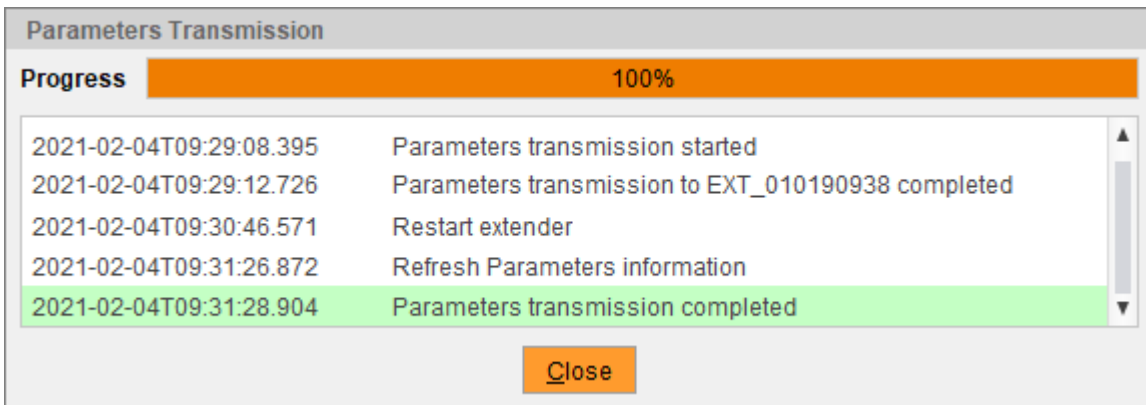 Parameters Transmission
Progress 100%
2021-02-04T09:29:08.395 Parameters transmission started
2021-02-04T09:29:12.726 Parameters transmission to EXT_010190938 completed
2021-02-04T09:30:46.571 Restart extender
2021-02-04T09:31:26.872 Refresh Parameters information
2021-02-04T09:31:28.904 Parameters transmission completed
Close